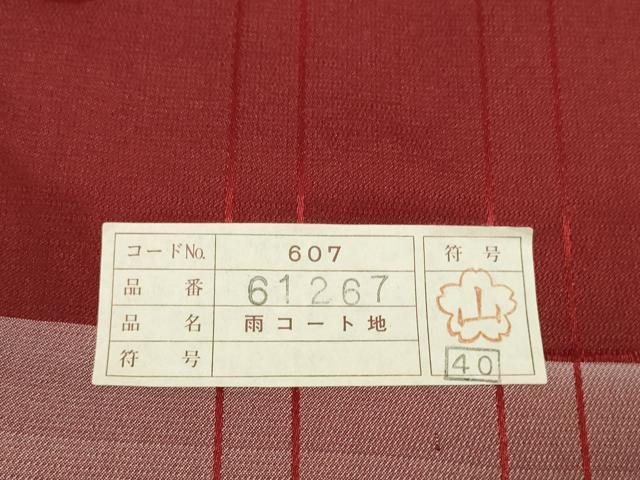 コードNo. 607
品番 61267
品名 雨コート地
符号
符号
山
40